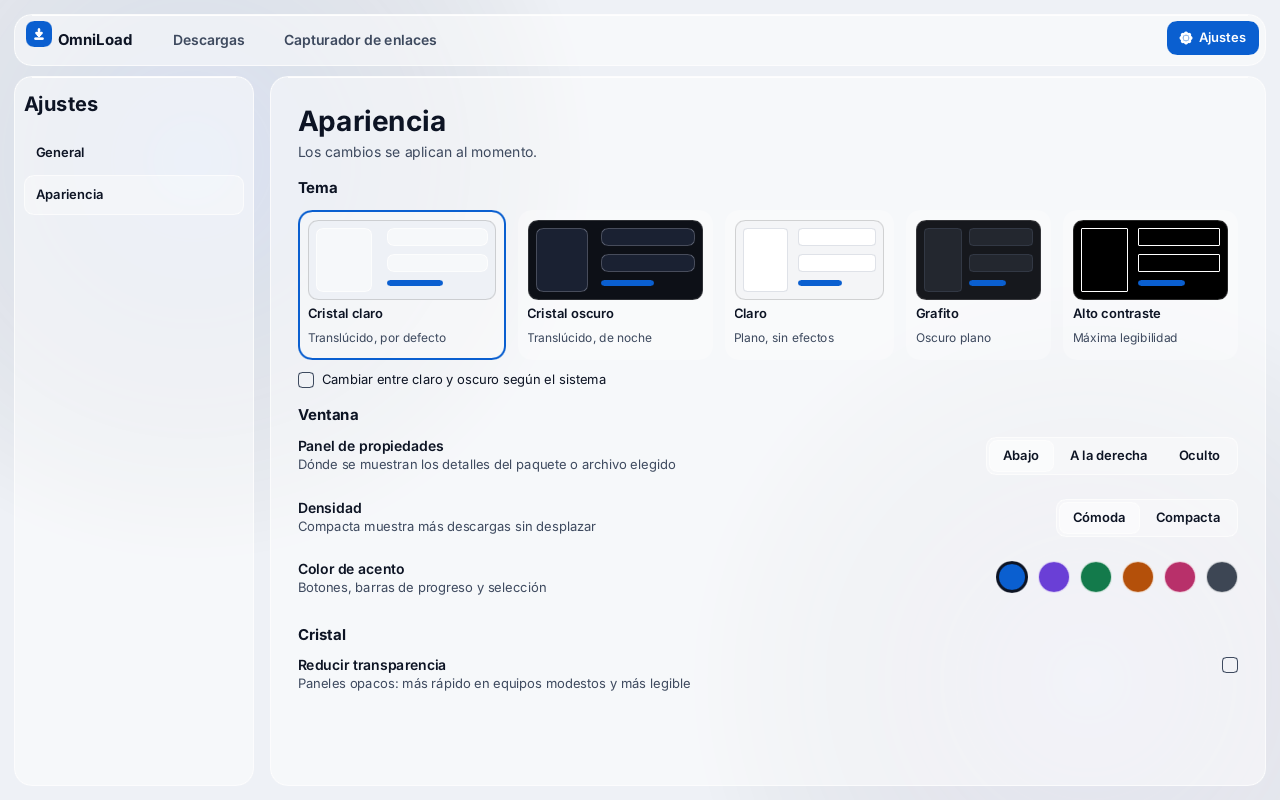 OmniLoad
Descargas
Capturador de enlaces
Ajustes
Ajustes
General
Apariencia
Apariencia
Los cambios se aplican al momento.
Tema
Cristal claro
Translúcido, por defecto
Cristal oscuro
Translúcido, de noche
Claro
Plano, sin efectos
Grafito
Oscuro plano
Alto contraste
Máxima legibilidad
Cambiar entre claro y oscuro según el sistema
Ventana
Panel de propiedades
Dónde se muestran los detalles del paquete o archivo elegido
Abajo
A la derecha
Oculto
Densidad
Compacta muestra más descargas sin desplazar
Cómoda
Compacta
Color de acento
Botones, barras de progreso y selección
Cristal
Reducir transparencia
Paneles opacos: más rápido en equipos modestos y más legible